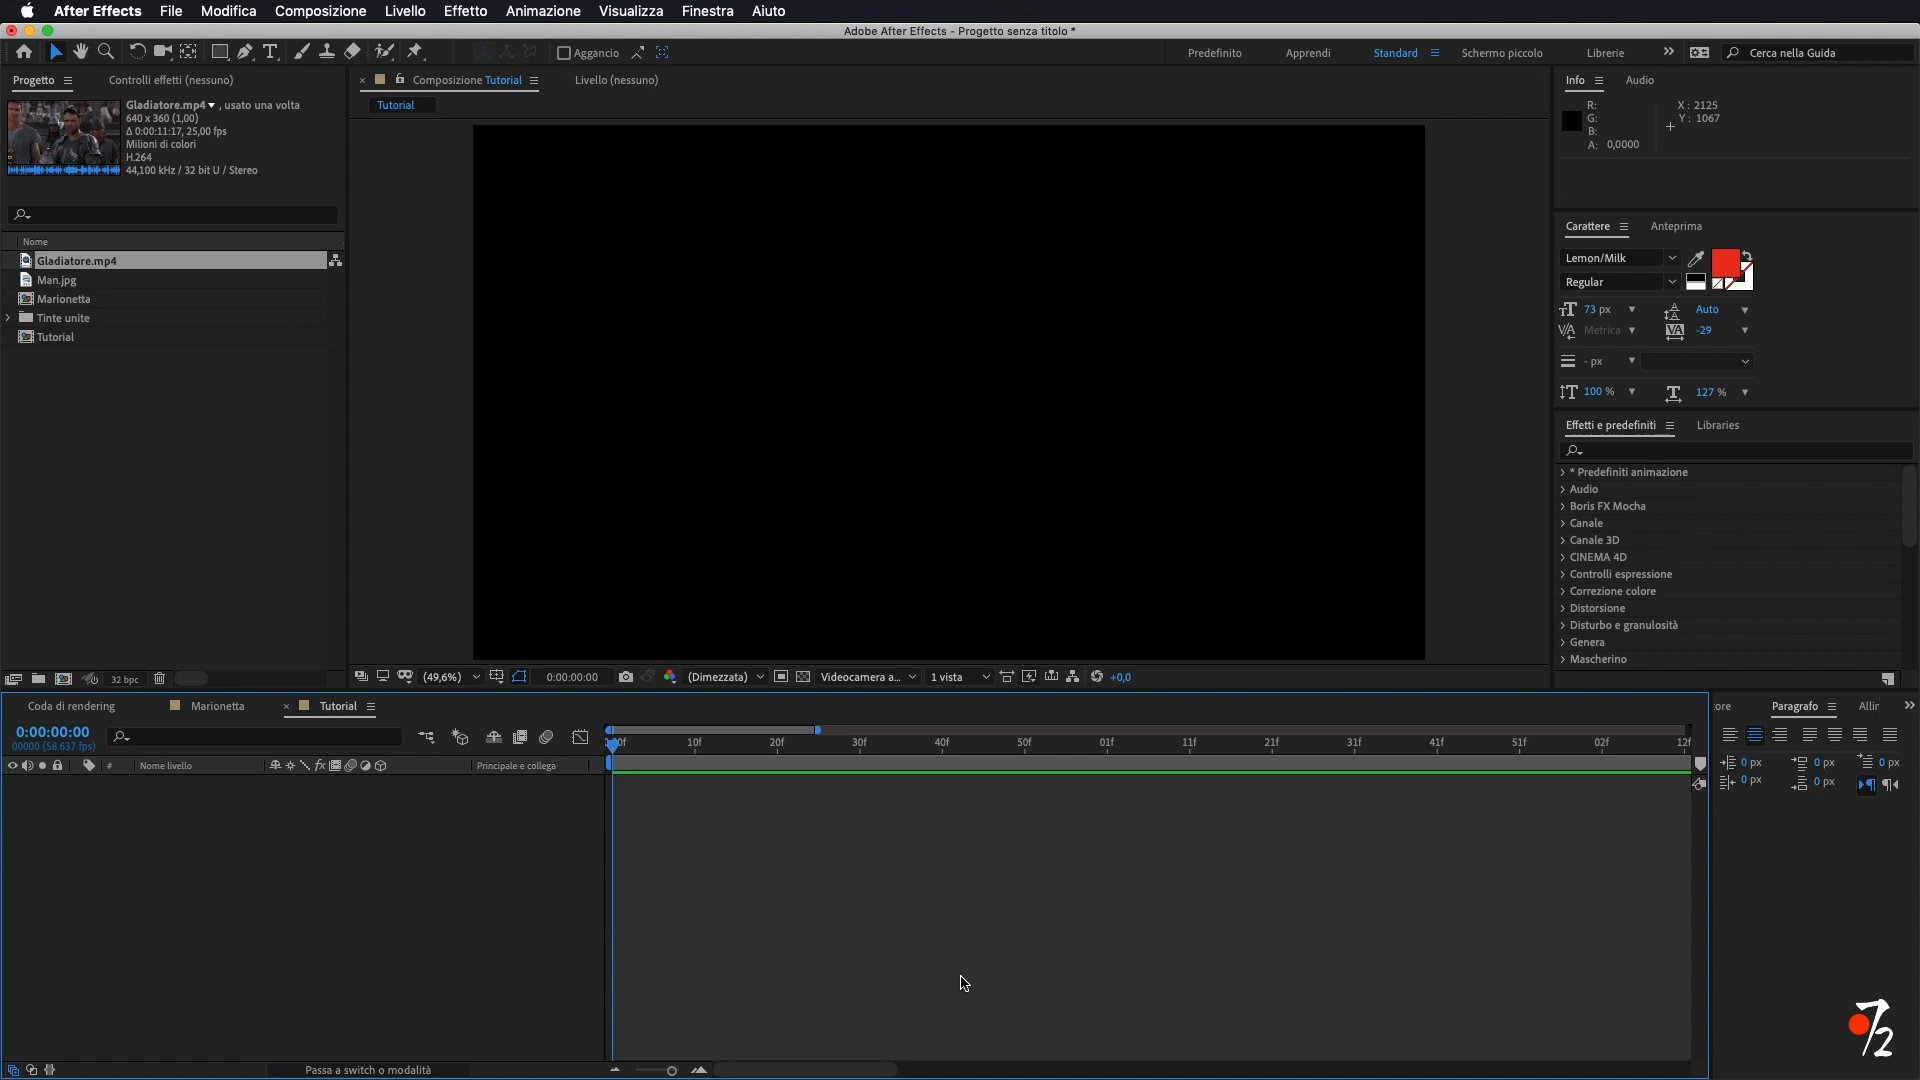 After Effects File Modifica Composizione Livello Effetto Animazione Visualizza Finestra Aiuto
Adobe After Effects - Progetto senza titolo *
Aggancio Predefinito Apprendi Standard Schermo piccolo Librerie Cerca nella Guida
Progetto Controlli effetti (nessuno)
Gladiatore.mp4 , usato una volta
640 x 360 (1,00)
Δ 0:00:11:17, 25,00 fps
Milioni di colori
H.264
44,100 kHz / 32 bit U / Stereo
Nome
Gladiatore.mp4
Man.jpg
Marionetta
Tinte unite
Tutorial
32 bpc
Composizione Tutorial Livello (nessuno)
Tutorial
(49,6%) 0:00:00:00 (Dimezzata) Videocamera a... 1 vista +0,0
Info Audio
R: X : 2125
G: Y : 1067
B:
A: 0,0000
Carattere Anteprima
Lemon/Milk
Regular
73 px Auto
Metrica -29
- px
100 % 127 %
Effetti e predefiniti Libraries
* Predefiniti animazione
Audio
Boris FX Mocha
Canale
Canale 3D
CINEMA 4D
Controlli espressione
Correzione colore
Distorsione
Disturbo e granulosità
Genera
Mascherino
Coda di rendering Marionetta Tutorial
0:00:00:00
00000 (58.637 fps)
# Nome livello Principale e collega
10f 20f 30f 40f 50f 01f 11f 21f 31f 41f 51f 02f 12f
Passa a switch o modalità
ore Paragrafo Allir
0 px 0 px 0 px
0 px 0 px
7/2